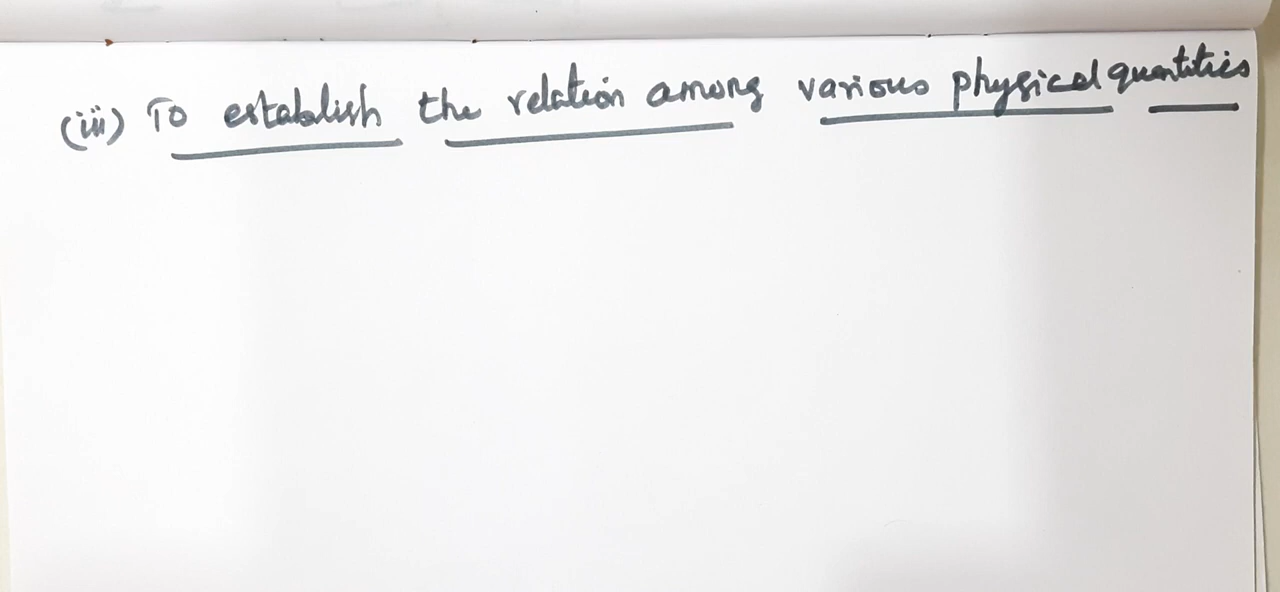 (iii) To establish the relation among various physical quantities